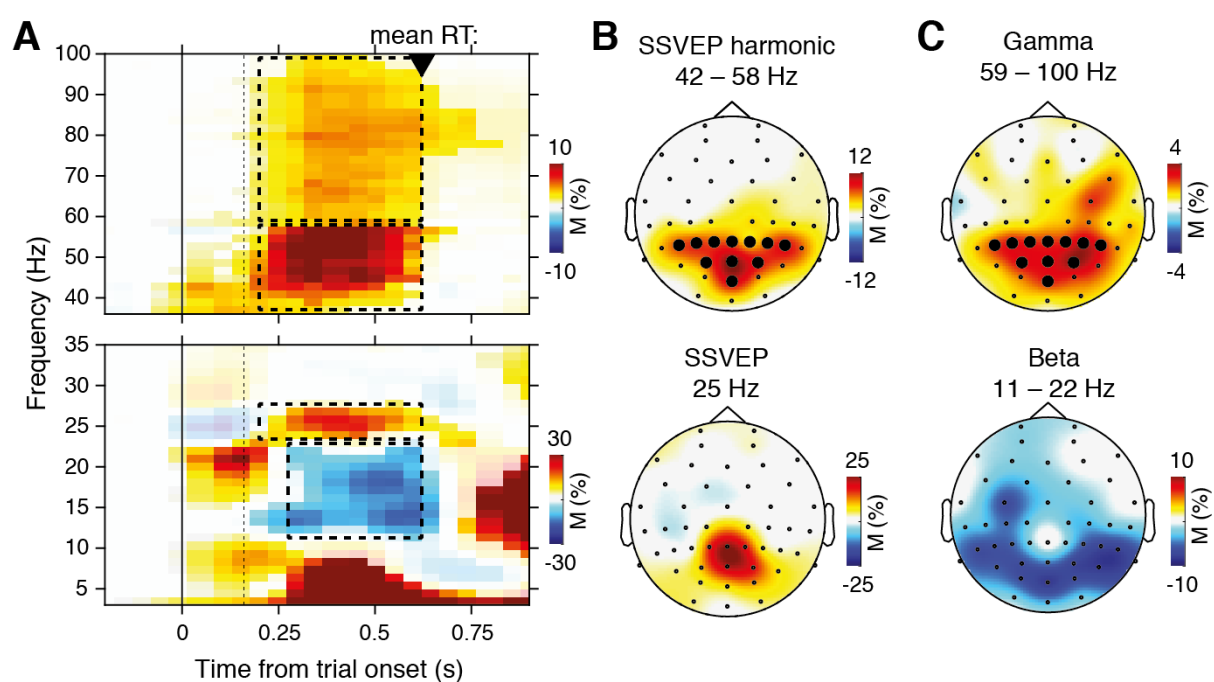 A
mean RT:
100
90
80
70
60
50
40
10
M (%)
-10
Frequency (Hz)
35
30
25
20
15
10
5
30
M (%)
-30
0 0.25 0.5 0.75
Time from trial onset (s)
B
SSVEP harmonic
42 – 58 Hz
12
M (%)
-12
SSVEP
25 Hz
25
M (%)
-25
C
Gamma
59 – 100 Hz
4
M (%)
-4
Beta
11 – 22 Hz
10
M (%)
-10